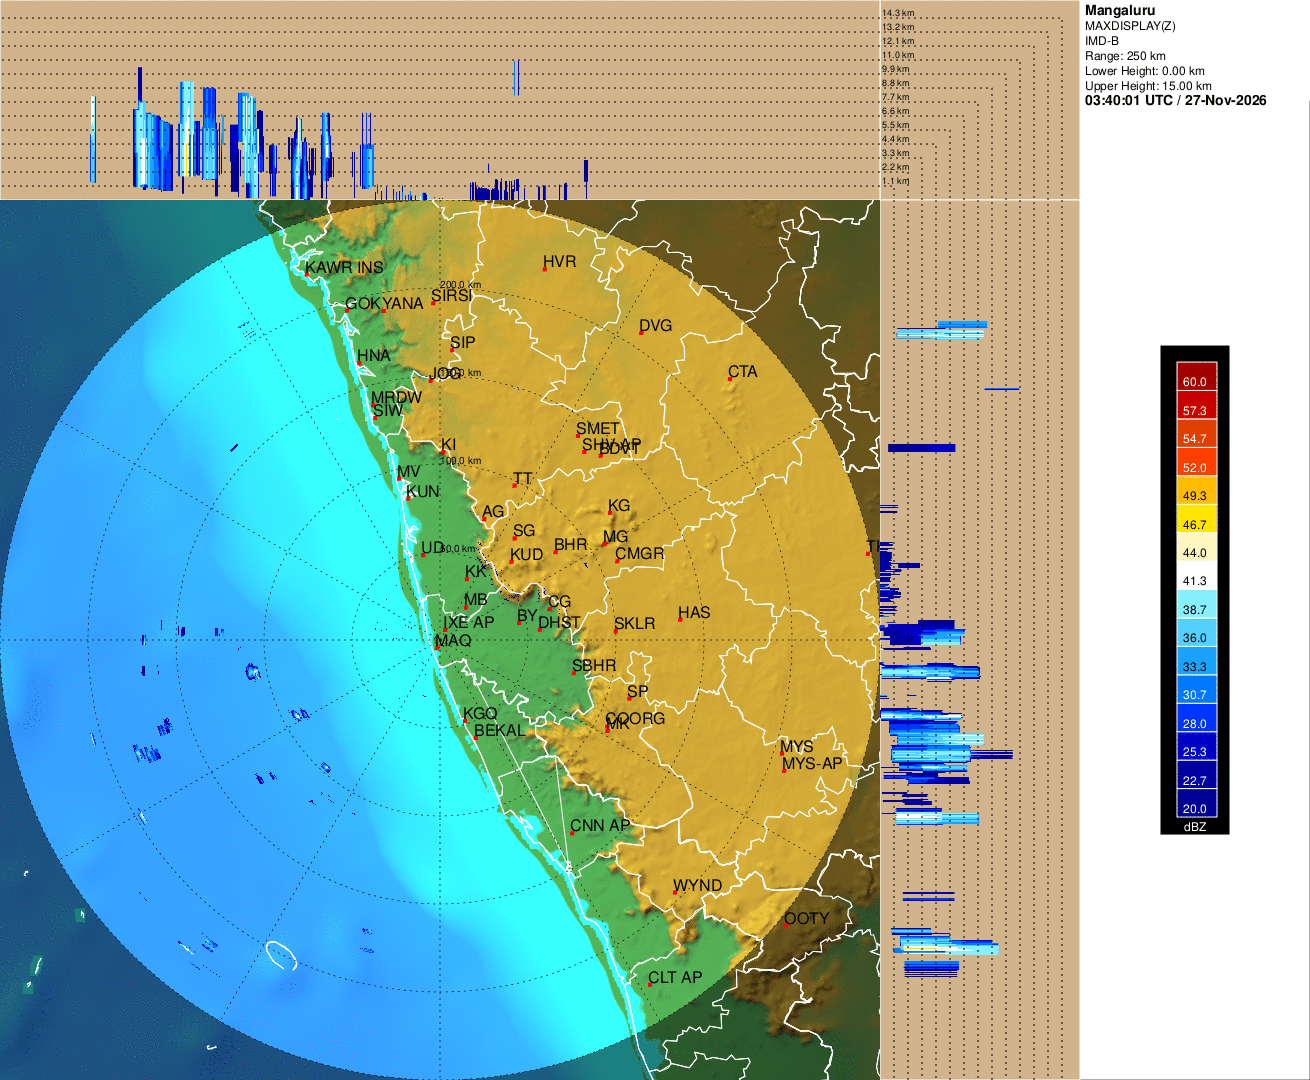 14.3 km
13.2 km
12.1 km
11.0 km
9.9 km
8.8 km
7.7 km
6.6 km
5.5 km
4.4 km
3.3 km
2.2 km
1.1 km
Mangaluru
MAXDISPLAY(Z)
IMD-B
Range: 250 km
Lower Height: 0.00 km
Upper Height: 15.00 km
03:40:01 UTC / 27-Nov-2026
HVR
KAWR INS
200.0 km
SIRSI
GOKYANA
DVG
SIP
HNA
CTA
JOG
MRDW
SIW
SMET
KI
SHV-AP
BDVT
100.0 km
MV
TT
KUN
KG
AG
SG
MG
UD
50.0 km
BHR
KUD
CMGR
KK
MB
CG
BY
HAS
IXE AP
DHST
SKLR
MAQ
SBHR
SP
KGQ
COORG
MK
BEKAL
MYS
MYS-AP
CNN AP
WYND
OOTY
CLT AP
60.0
57.3
54.7
52.0
49.3
46.7
44.0
41.3
38.7
36.0
33.3
30.7
28.0
25.3
22.7
20.0
dBZ